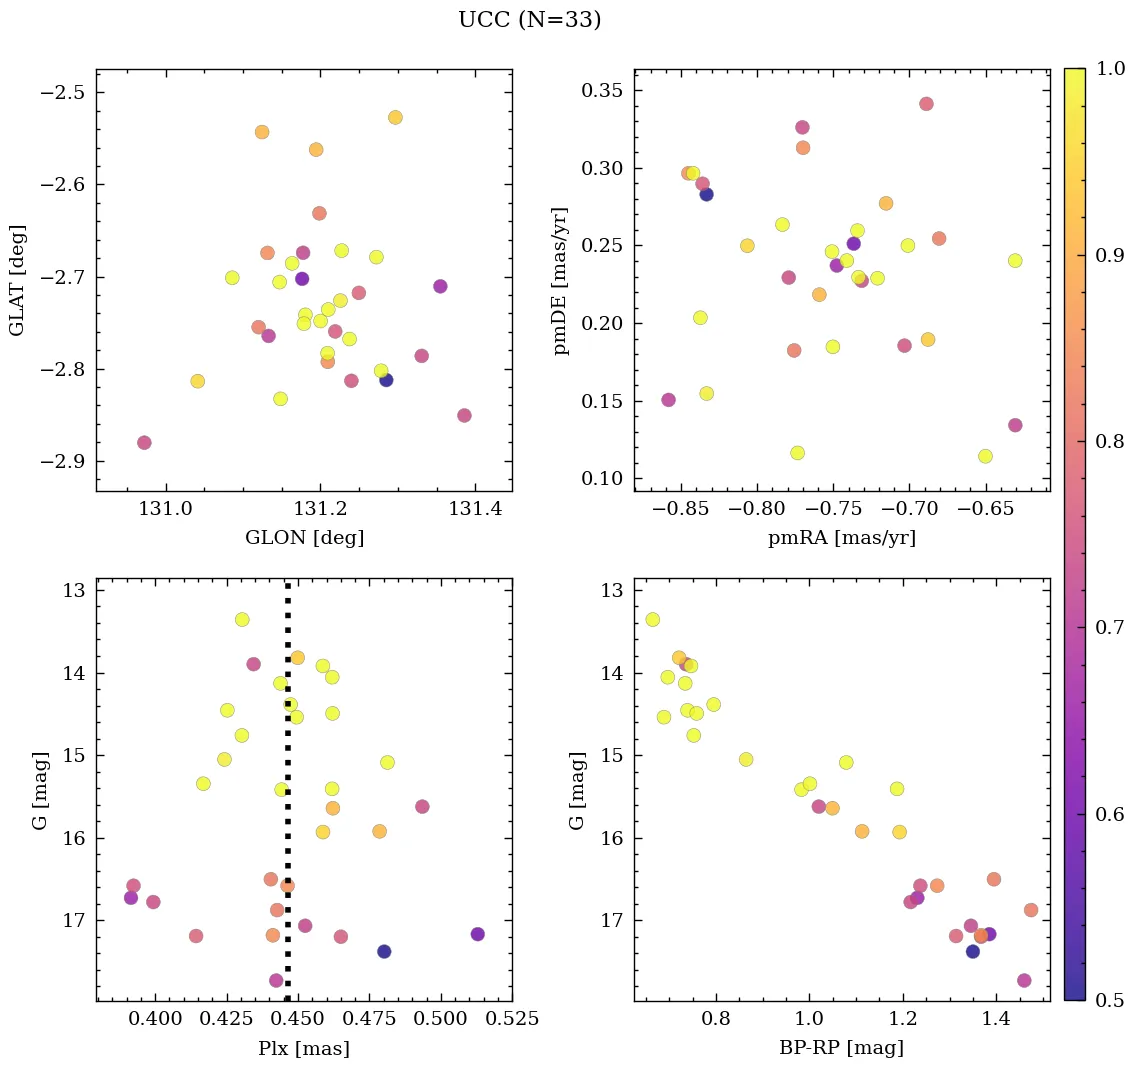 UCC (N=33)
−2.5
−2.6
−2.7
−2.8
−2.9
GLAT [deg]
131.0 131.2 131.4
GLON [deg]
0.35
0.30
0.25
0.20
0.15
0.10
pmDE [mas/yr]
−0.85 −0.80 −0.75 −0.70 −0.65
pmRA [mas/yr]
13
14
15
16
17
G [mag]
0.400 0.425 0.450 0.475 0.500 0.525
Plx [mas]
13
14
15
16
17
G [mag]
0.8 1.0 1.2 1.4
BP-RP [mag]
1.0
0.9
0.8
0.7
0.6
0.5